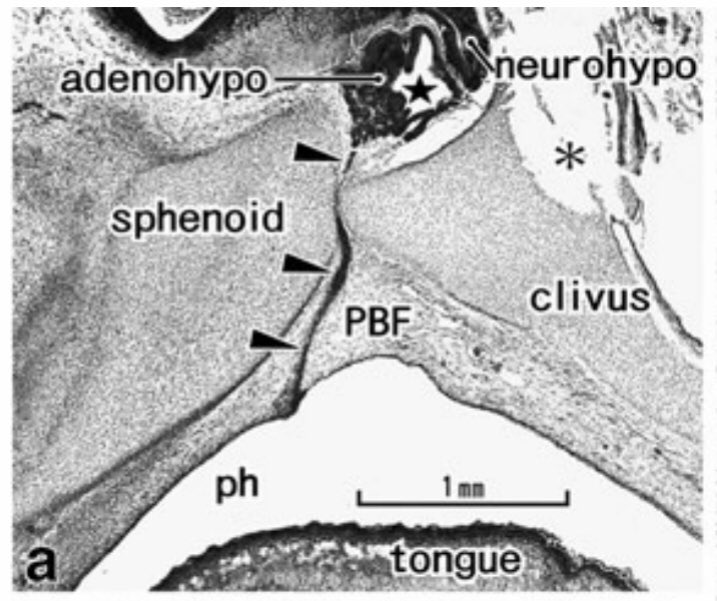 adenohypo
neurohypo
*
sphenoid
clivus
PBF
ph
1mm
a
tongue